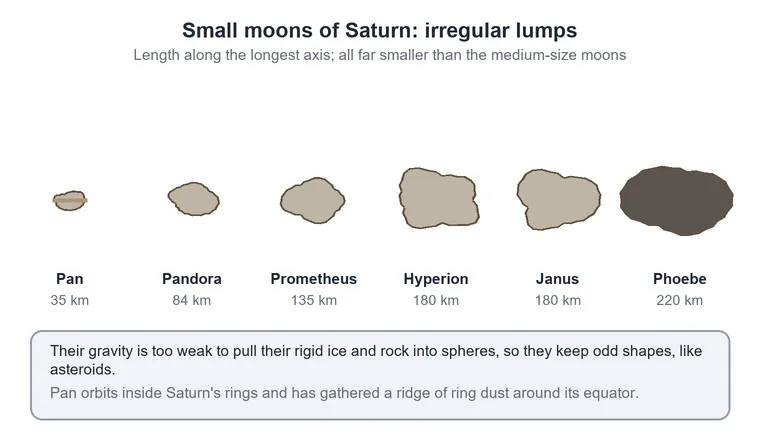 Small moons of Saturn: irregular lumps
Length along the longest axis; all far smaller than the medium-size moons
Pan Pandora Prometheus Hyperion Janus Phoebe
35 km 84 km 135 km 180 km 180 km 220 km
Their gravity is too weak to pull their rigid ice and rock into spheres, so they keep odd shapes, like
asteroids.
Pan orbits inside Saturn's rings and has gathered a ridge of ring dust around its equator.